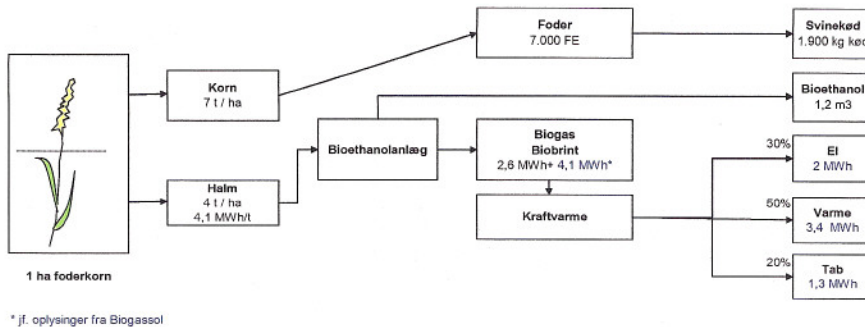 Foder
7.000 FE
Svinekød
1.900 kg kød
Korn
7 t / ha
Bioethanol
1,2 m3
Bioethanolanlæg
Biogas
Biobrint
2,6 MWh+ 4,1 MWh*
30%
El
2 MWh
Halm
4 t / ha
4,1 MWh/t
Kraftvarme
50%
Varme
3,4 MWh
20%
Tab
1,3 MWh
1 ha foderkorn
* jf. oplysinger fra Biogassol